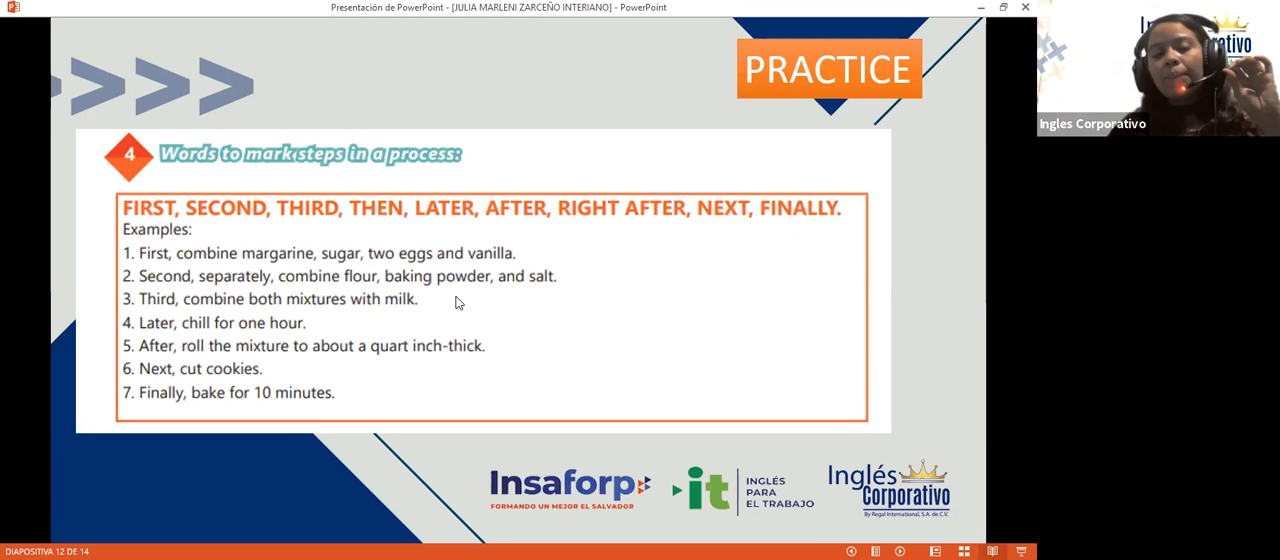 Presentación de PowerPoint - [JULIA MARLENI ZARCEÑO INTERIANO] - PowerPoint
PRACTICE
Inglés Corporativo
Ingles Corporativo
4 Words to mark steps in a process:
FIRST, SECOND, THIRD, THEN, LATER, AFTER, RIGHT AFTER, NEXT, FINALLY.
Examples:
1. First, combine margarine, sugar, two eggs and vanilla.
2. Second, separately, combine flour, baking powder, and salt.
3. Third, combine both mixtures with milk.
4. Later, chill for one hour.
5. After, roll the mixture to about a quart inch-thick.
6. Next, cut cookies.
7. Finally, bake for 10 minutes.
Insaforp
FORMANDO UN MEJOR EL SALVADOR
it INGLÉS
PARA
EL TRABAJO
Inglés
Corporativo
By Regal International, S.A. de C.V.
DIAPOSITIVA 12 DE 14